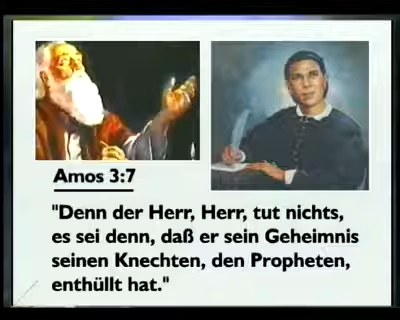 Amos 3:7
"Denn der Herr, Herr, tut nichts,
es sei denn, daß er sein Geheimnis
seinen Knechten, den Propheten,
enthüllt hat."